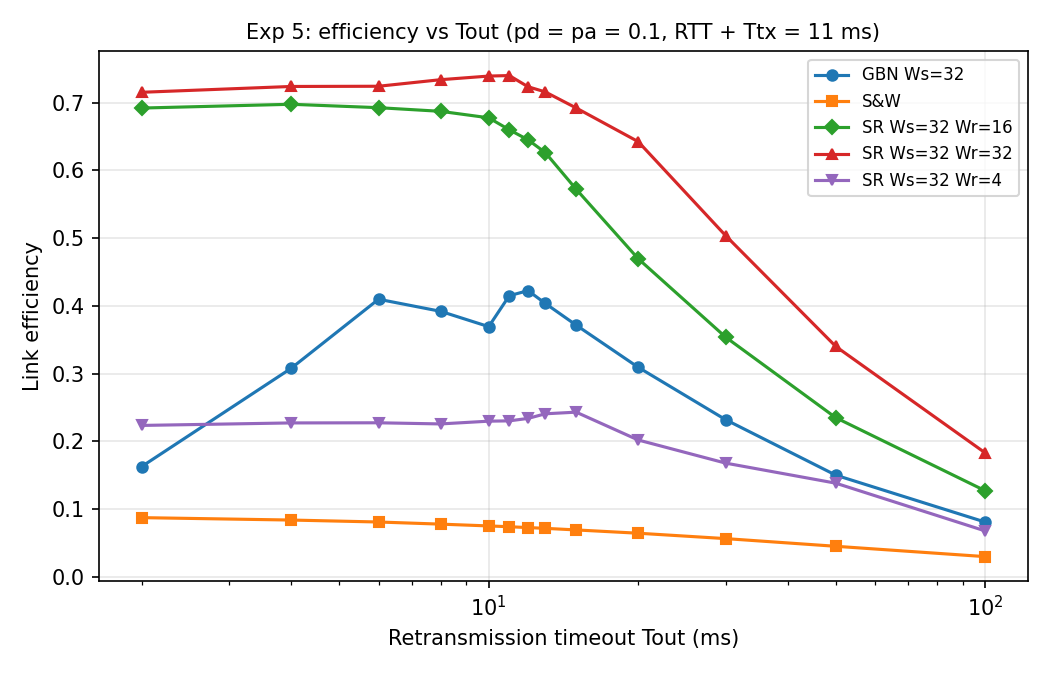 Exp 5: efficiency vs Tout (pd = pa = 0.1, RTT + Ttx = 11 ms)
GBN Ws=32
S&W
SR Ws=32 Wr=16
SR Ws=32 Wr=32
SR Ws=32 Wr=4
Link efficiency
0.7
0.6
0.5
0.4
0.3
0.2
0.1
0.0
10¹
10²
Retransmission timeout Tout (ms)